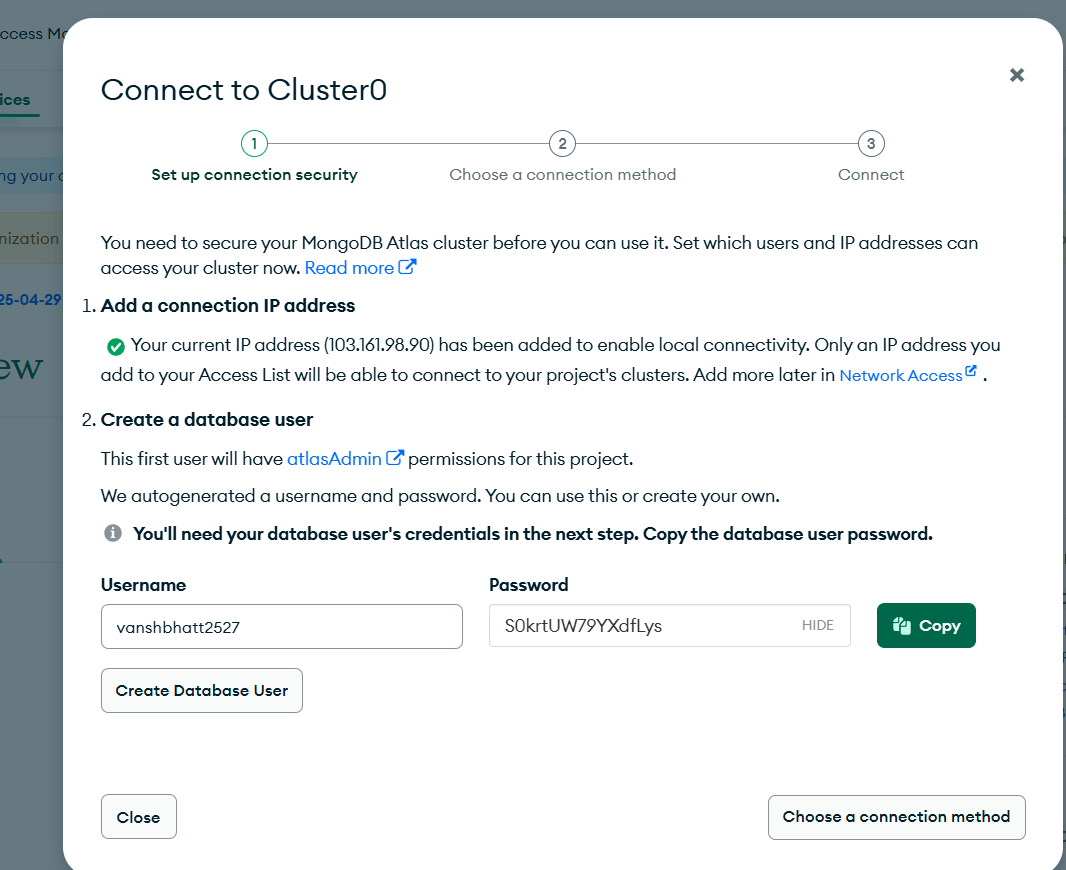 ccess Mo
ices
Connect to Cluster0
1
2
3
Set up connection security
Choose a connection method
Connect
ng your
nization
You need to secure your MongoDB Atlas cluster before you can use it. Set which users and IP addresses can
access your cluster now. Read more
25-04-29
1. Add a connection IP address
Your current IP address (103.161.98.90) has been added to enable local connectivity. Only an IP address you
ew
add to your Access List will be able to connect to your project's clusters. Add more later in Network Access .
2. Create a database user
This first user will have atlasAdmin permissions for this project.
We autogenerated a username and password. You can use this or create your own.
You'll need your database user's credentials in the next step. Copy the database user password.
Username
Password
vanshbhatt2527
S0krtUW79YXdfLys
HIDE
Copy
Create Database User
Close
Choose a connection method